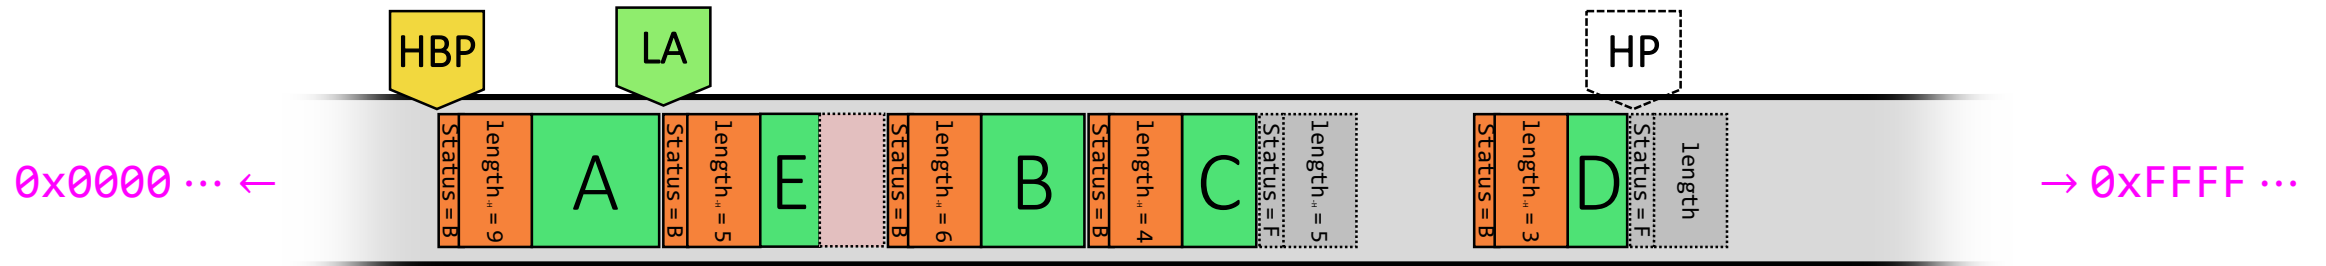 HBP
LA
HP
0x0000 ... ←
Status=B
length =9
A
Status=B
length =5
E
Status=B
length =6
B
Status=B
length =4
C
Status=F
length =5
Status=B
length =3
D
Status=F
length
→ 0xFFFF ...